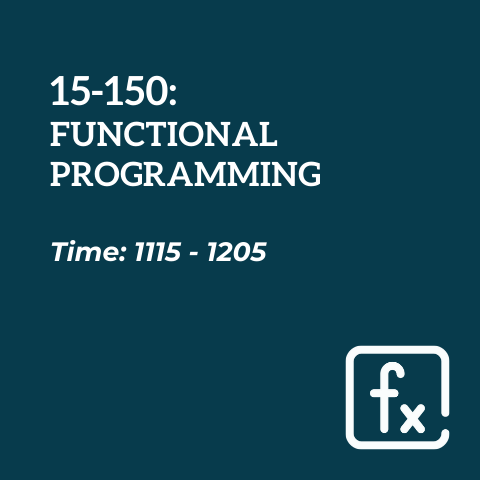 15-150:
FUNCTIONAL
PROGRAMMING
Time: 1115 - 1205
fx